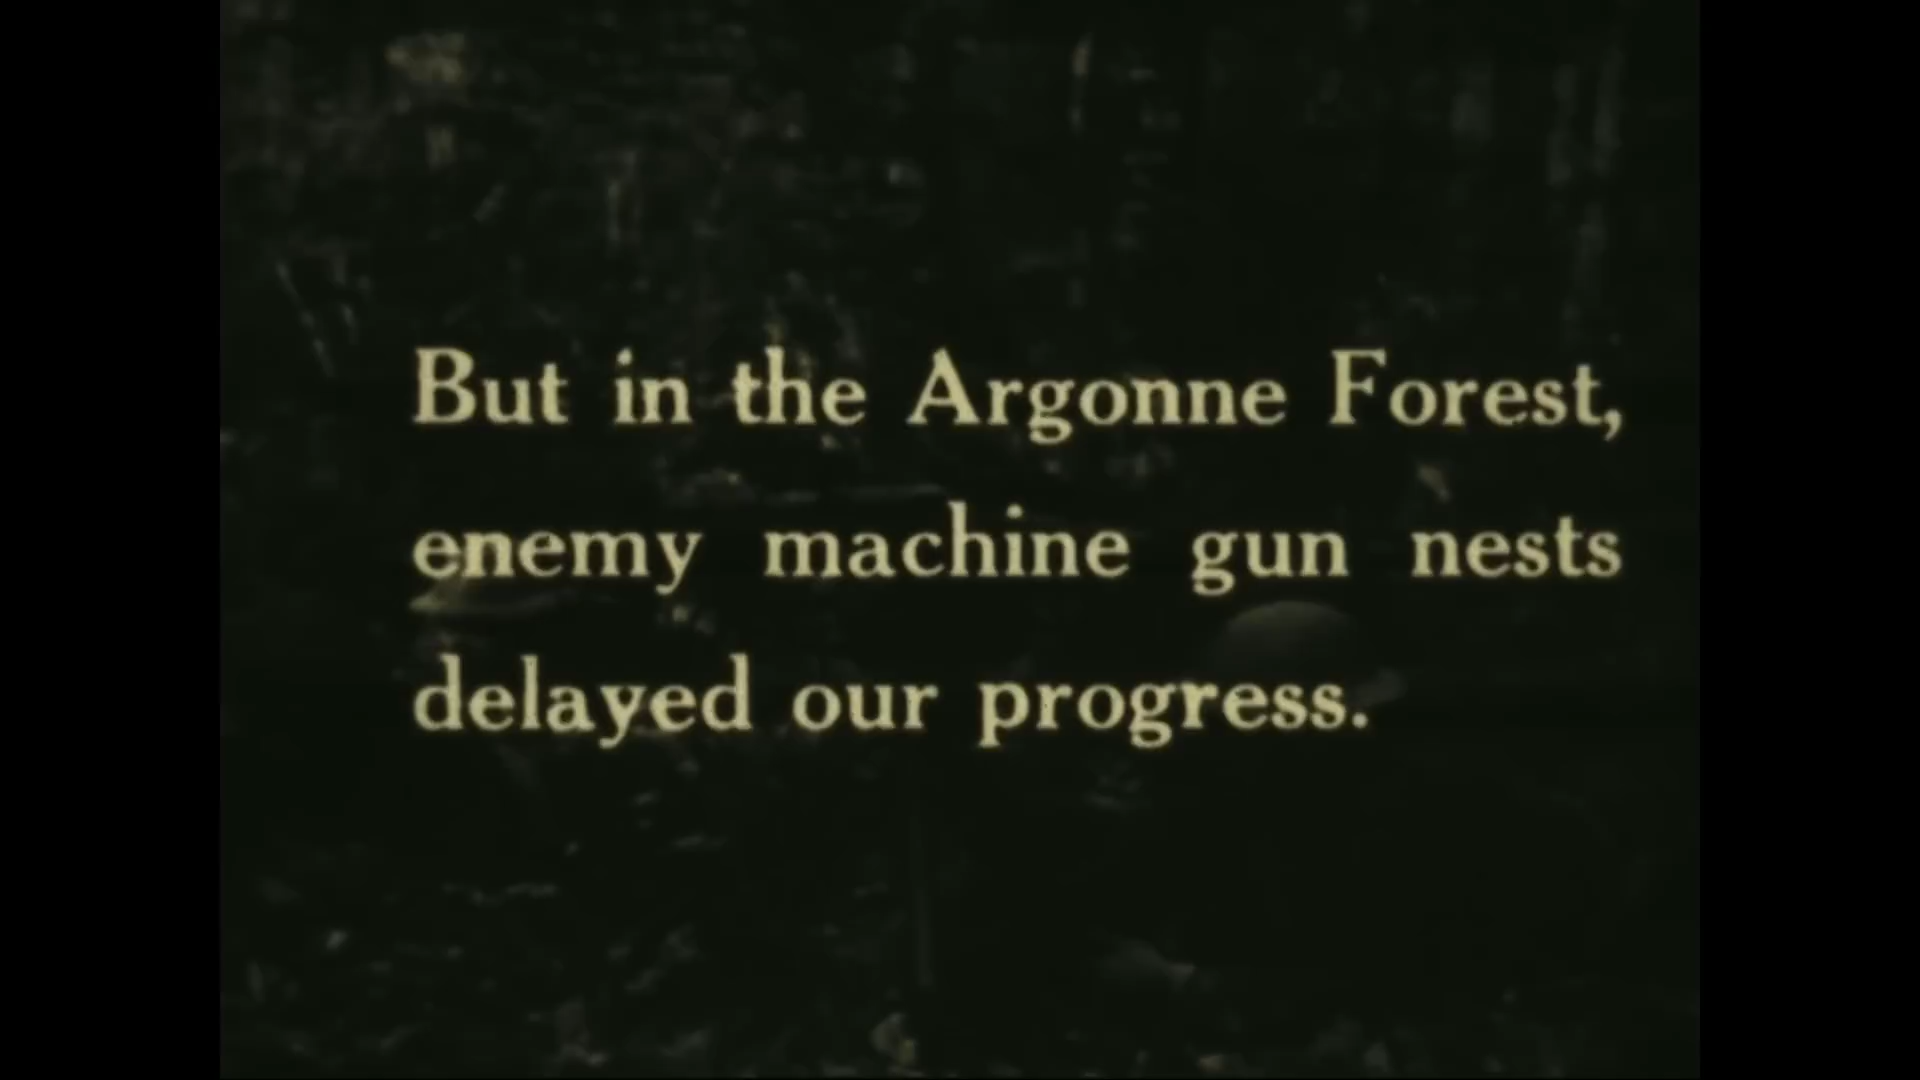 But in the Argonne Forest,
enemy machine gun nests
delayed our progress.